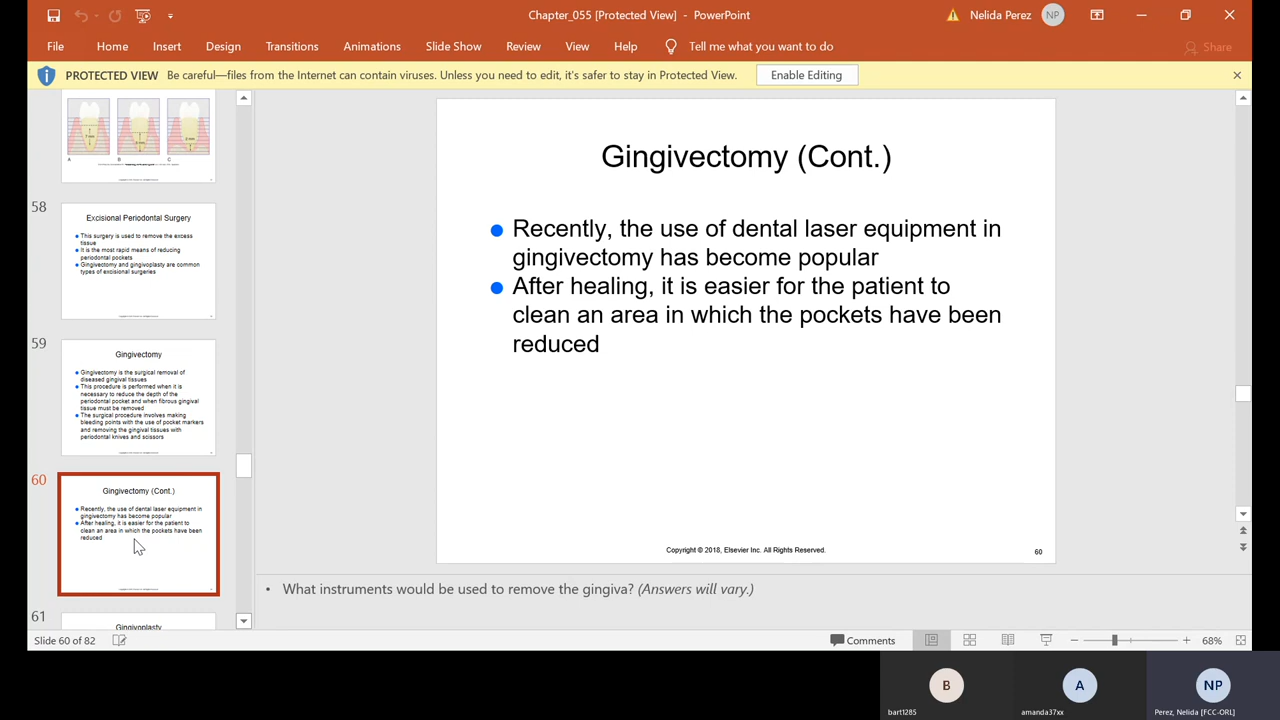 Chapter_055 [Protected View] - PowerPoint
Nelida Perez NP
File Home Insert Design Transitions Animations Slide Show Review View Help Tell me what you want to do Share
PROTECTED VIEW Be careful—files from the Internet can contain viruses. Unless you need to edit, it's safer to stay in Protected View. Enable Editing
A B C
58
Excisional Periodontal Surgery
This surgery is used to remove the excess
tissue
It is the most rapid means of reducing
periodontal pockets
Gingivectomy and gingivoplasty are common
types of excisional surgeries
59
Gingivectomy
Gingivectomy is the surgical removal of
diseased gingival tissues
This procedure is performed when it is
necessary to reduce the depth of the
periodontal pocket and when fibrous gingival
tissue must be removed
The surgical procedure involves making
bleeding points with the use of pocket markers
and removing the gingival tissues with
periodontal knives and scissors
60
Gingivectomy (Cont.)
Recently, the use of dental laser equipment in
gingivectomy has become popular
After healing, it is easier for the patient to
clean an area in which the pockets have been
reduced
61
Gingivoplasty
Gingivectomy (Cont.)
Recently, the use of dental laser equipment in
gingivectomy has become popular
After healing, it is easier for the patient to
clean an area in which the pockets have been
reduced
Copyright © 2018, Elsevier Inc. All Rights Reserved.
60
• What instruments would be used to remove the gingiva? (Answers will vary.)
Slide 60 of 82
Comments
68%
B
bart1285
A
amanda37xx
NP
Perez, Nelida [FCC-ORL]